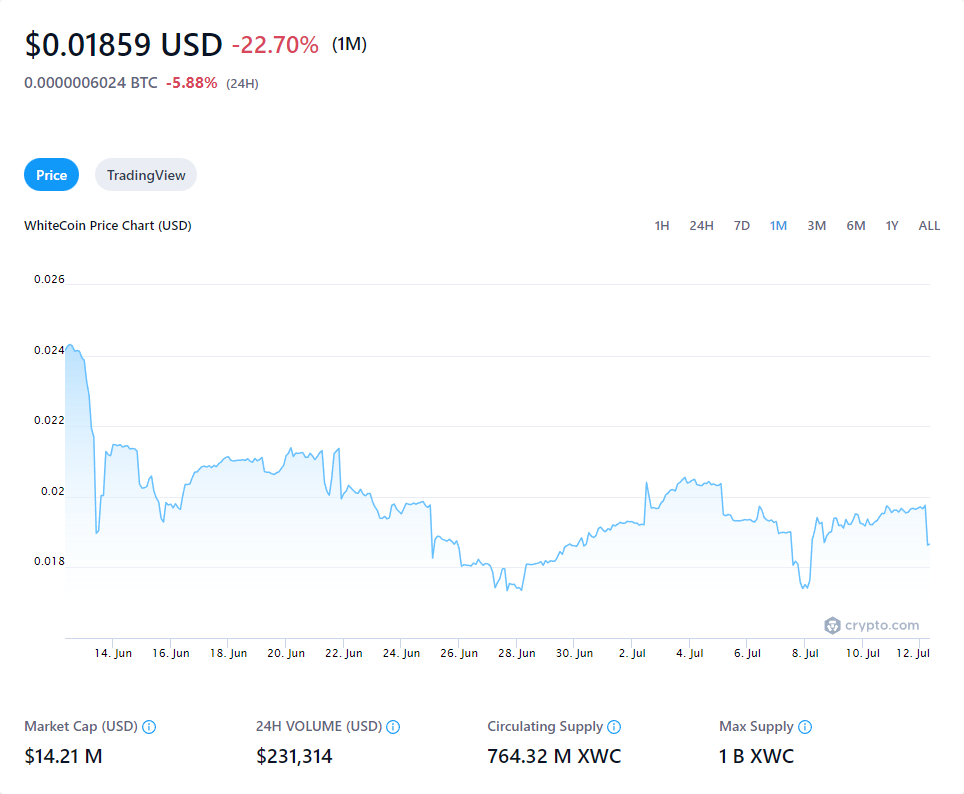 $0.01859 USD -22.70% (1M)
0.0000006024 BTC -5.88% (24H)
Price TradingView
WhiteCoin Price Chart (USD) 1H 24H 7D 1M 3M 6M 1Y ALL
0.026
0.024
0.022
0.02
0.018
crypto.com
14. Jun 16. Jun 18. Jun 20. Jun 22. Jun 24. Jun 26. Jun 28. Jun 30. Jun 2. Jul 4. Jul 6. Jul 8. Jul 10. Jul 12. Jul
Market Cap (USD) 24H VOLUME (USD) Circulating Supply Max Supply
$14.21 M $231,314 764.32 M XWC 1 B XWC